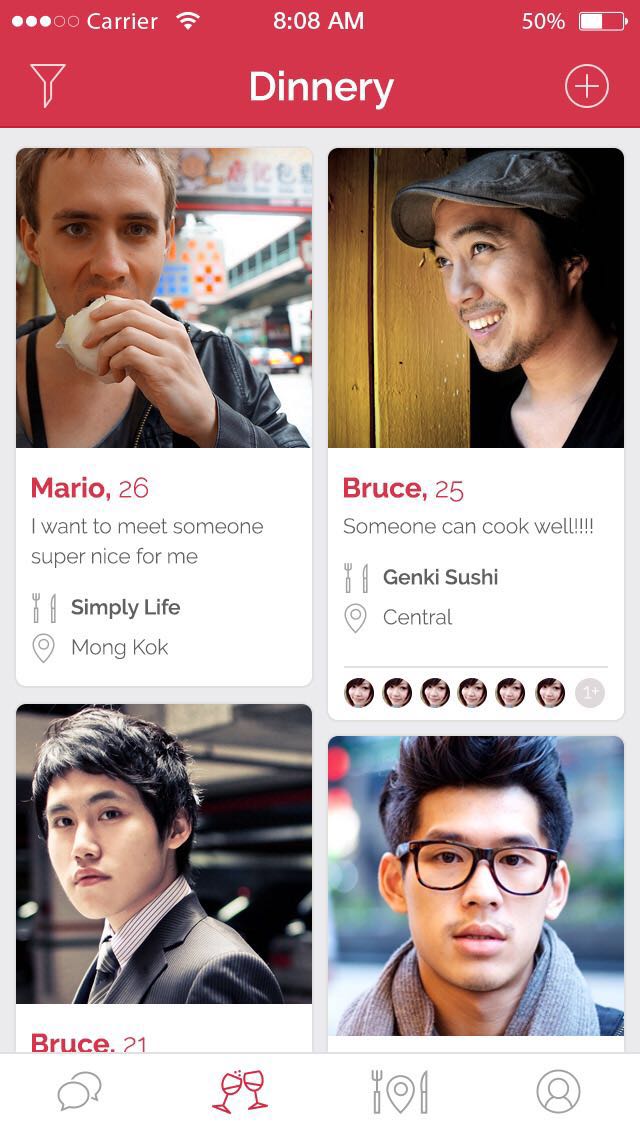 Carrier 8:08 AM 50%
Dinnery
Mario, 26
I want to meet someone
super nice for me
Simply Life
Mong Kok
Bruce, 25
Someone can cook well!!!!
Genki Sushi
Central
1+
Bruce, 21